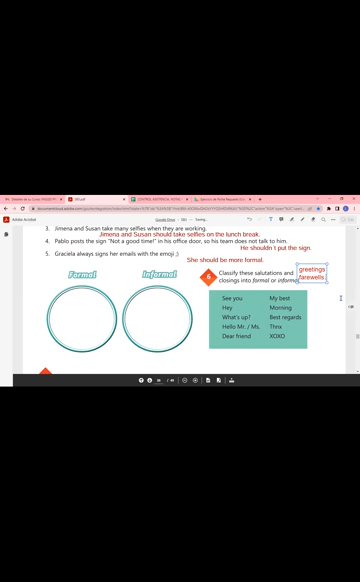 Adobe Acrobat
Google Drive
Saving...
3. Jimena and Susan take many selfies when they are working.
Jimena and Susan should take selfies on the lunch break.
4. Pablo posts the sign "Not a good time!" in his office door, so his team does not talk to him.
He shouldn´t put the sign.
5. Graciela always signs her emails with the emoji ;)
She should be more formal.
Formal
Informal
6
Classify these salutations and
closings into formal or informal.
greetings
farewells
See you
My best
Hey
Morning
What's up?
Best regards
Hello Mr. / Ms.
Thnx
Dear friend
XOXO